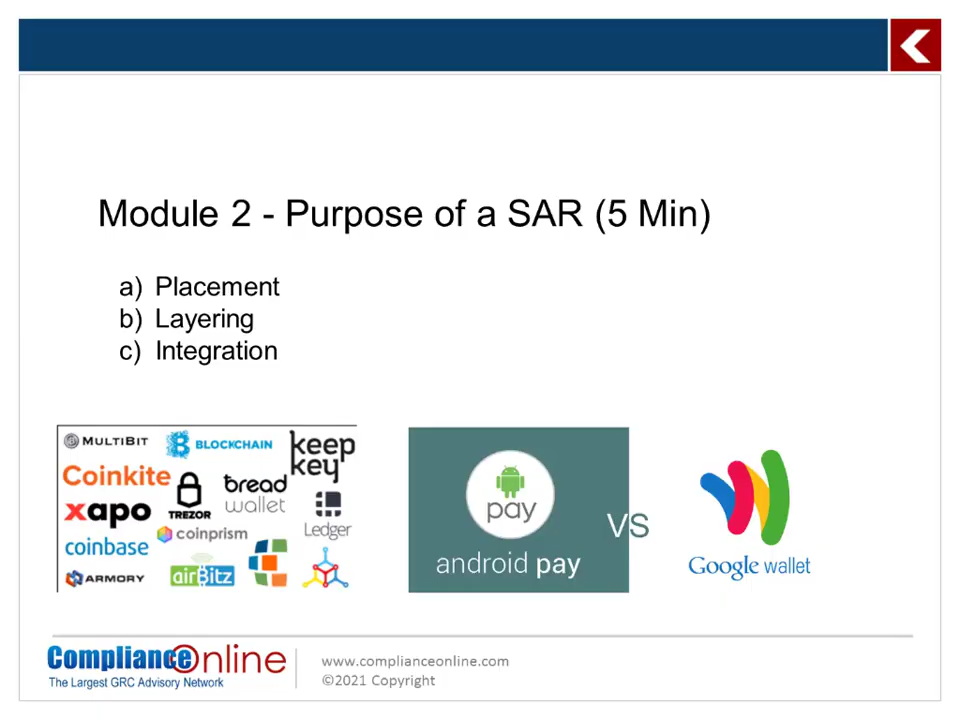 Module 2 - Purpose of a SAR (5 Min)
a) Placement
b) Layering
c) Integration
MULTIBIT
BLOCKCHAIN
keep
key
Coinkite
TREZOR
bread
wallet
xapo
Ledger
coinprism
coinbase
ARMORY
airBitz
pay
android pay
VS
Google wallet
ComplianceOnline
The Largest GRC Advisory Network
www.complianceonline.com
©2021 Copyright